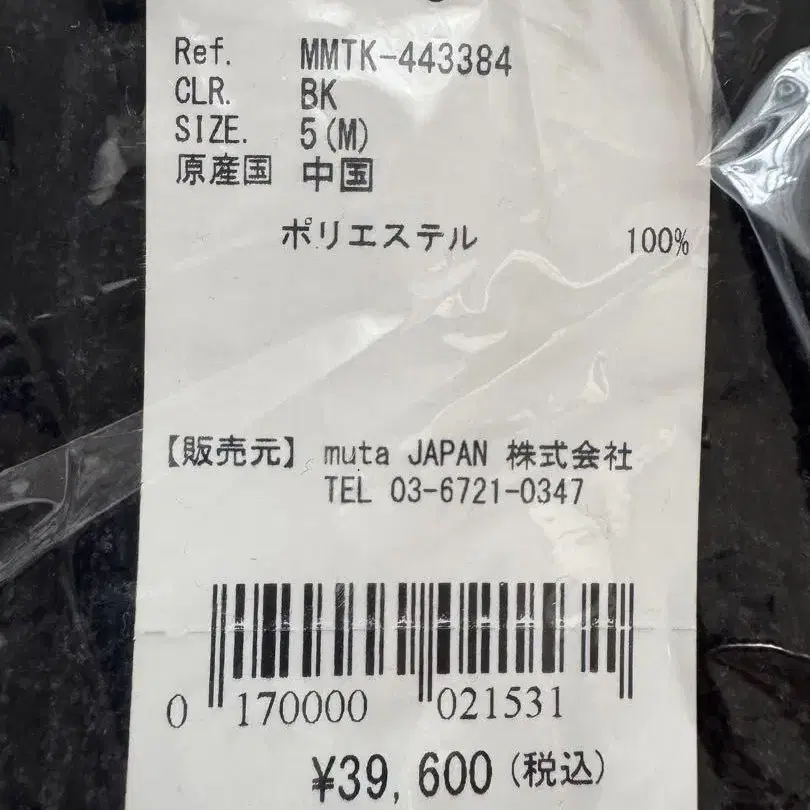 Ref. MMTK-443384
CLR. BK
SIZE. 5(M)
原産国 中国
ポリエステル 100%
【販売元】 muta JAPAN 株式会社
TEL 03-6721-0347
0 170000 021531
¥39,600(税込)